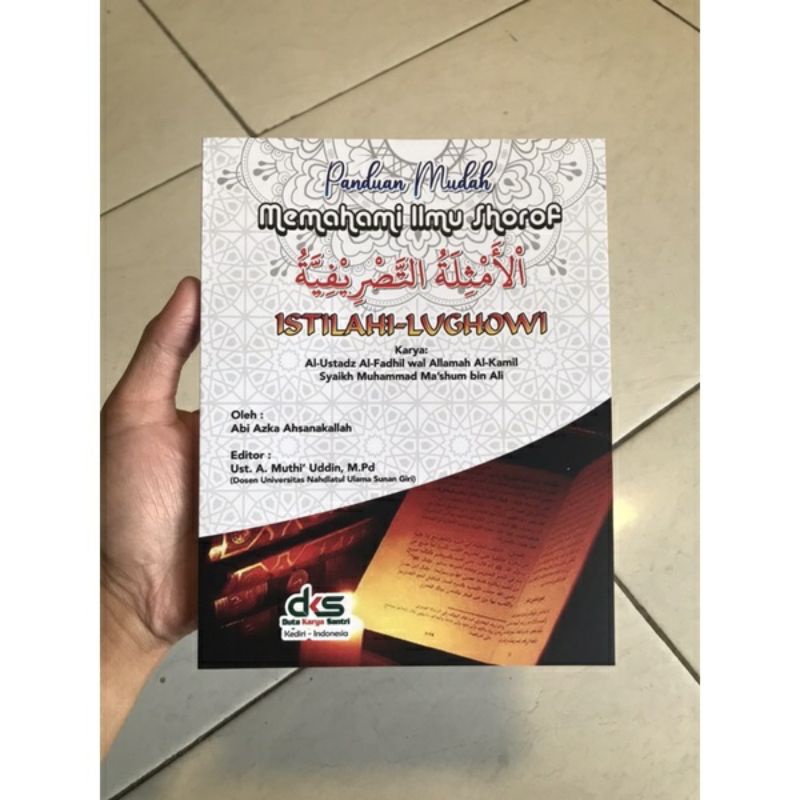 Panduan Mudah
Memahami Ilmu Shorof
الْأَمْثِلَةُ التَّصْرِيْفِيَّةُ
ISTILAHI-LUGHOWI
Karya:
Al-Ustadz Al-Fadhil wal Allamah Al-Kamil
Syaikh Muhammad Ma'shum bin Ali
Oleh :
Abi Azka Ahsanakallah
Editor :
Ust. A. Muthi' Uddin, M.Pd
(Dosen Universitas Nahdlatul Ulama Sunan Giri)
dks
Duta Karya Santri
Kediri - Indonesia